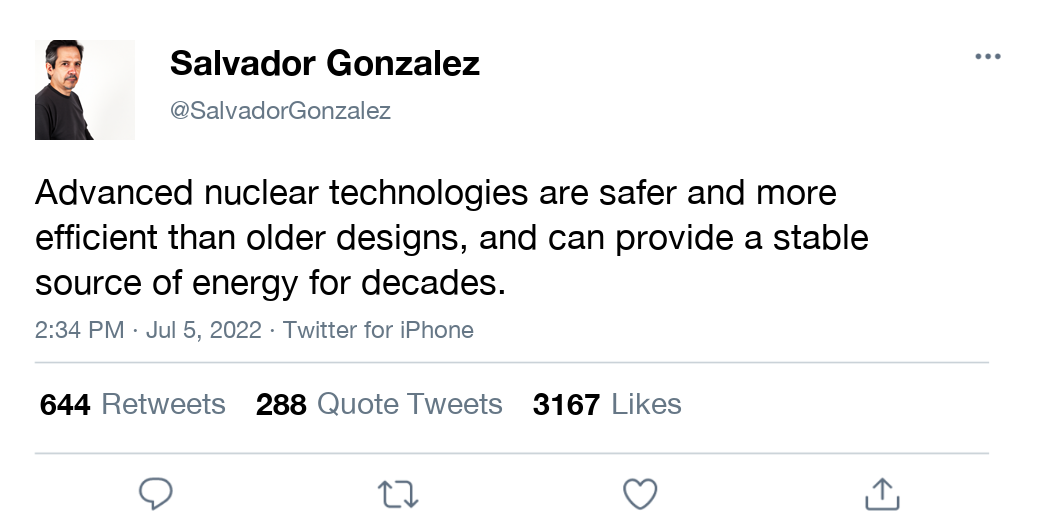 Salvador Gonzalez
@SalvadorGonzalez
Advanced nuclear technologies are safer and more
efficient than older designs, and can provide a stable
source of energy for decades.
2:34 PM · Jul 5, 2022 · Twitter for iPhone
644 Retweets 288 Quote Tweets 3167 Likes